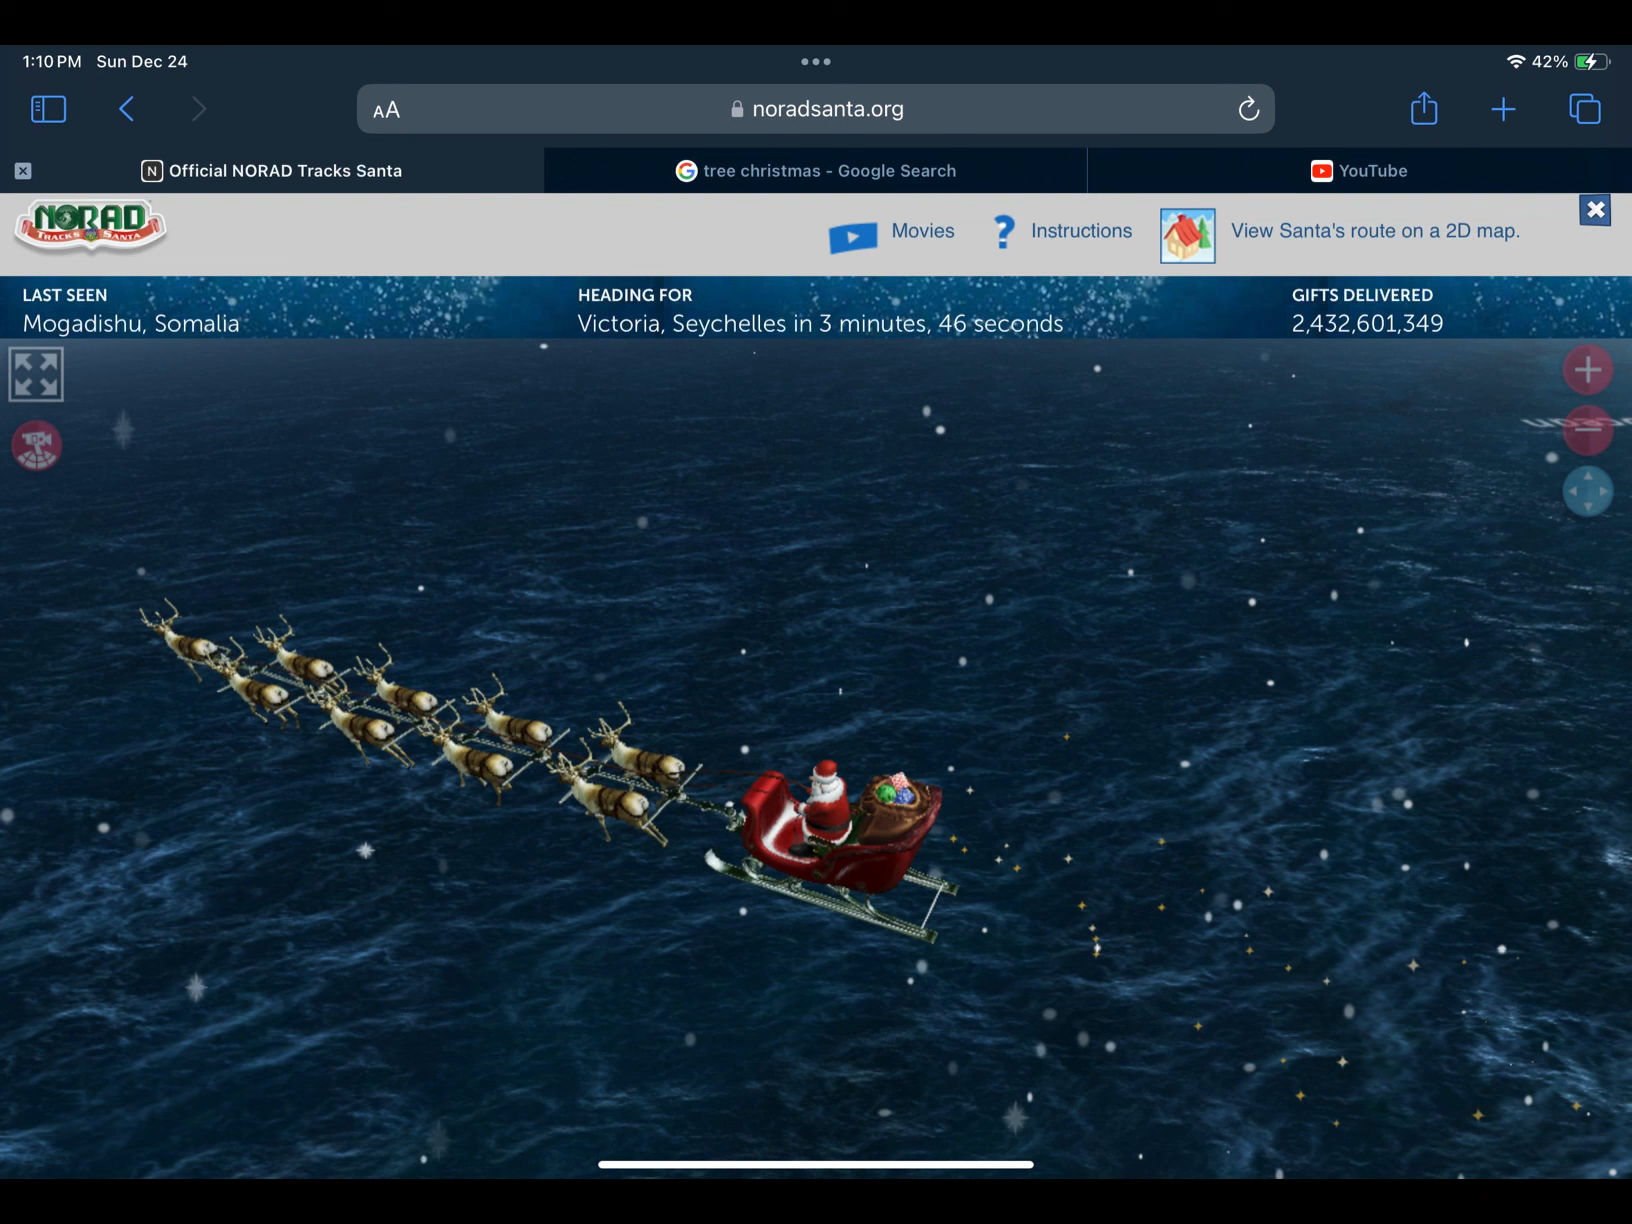 1:10 PM Sun Dec 24
42%
AA
noradsanta.org
N Official NORAD Tracks Santa
G tree christmas - Google Search
YouTube
NORAD
TRACKS SANTA
Movies
? Instructions
View Santa's route on a 2D map.
LAST SEEN
Mogadishu, Somalia
HEADING FOR
Victoria, Seychelles in 3 minutes, 46 seconds
GIFTS DELIVERED
2,432,601,349